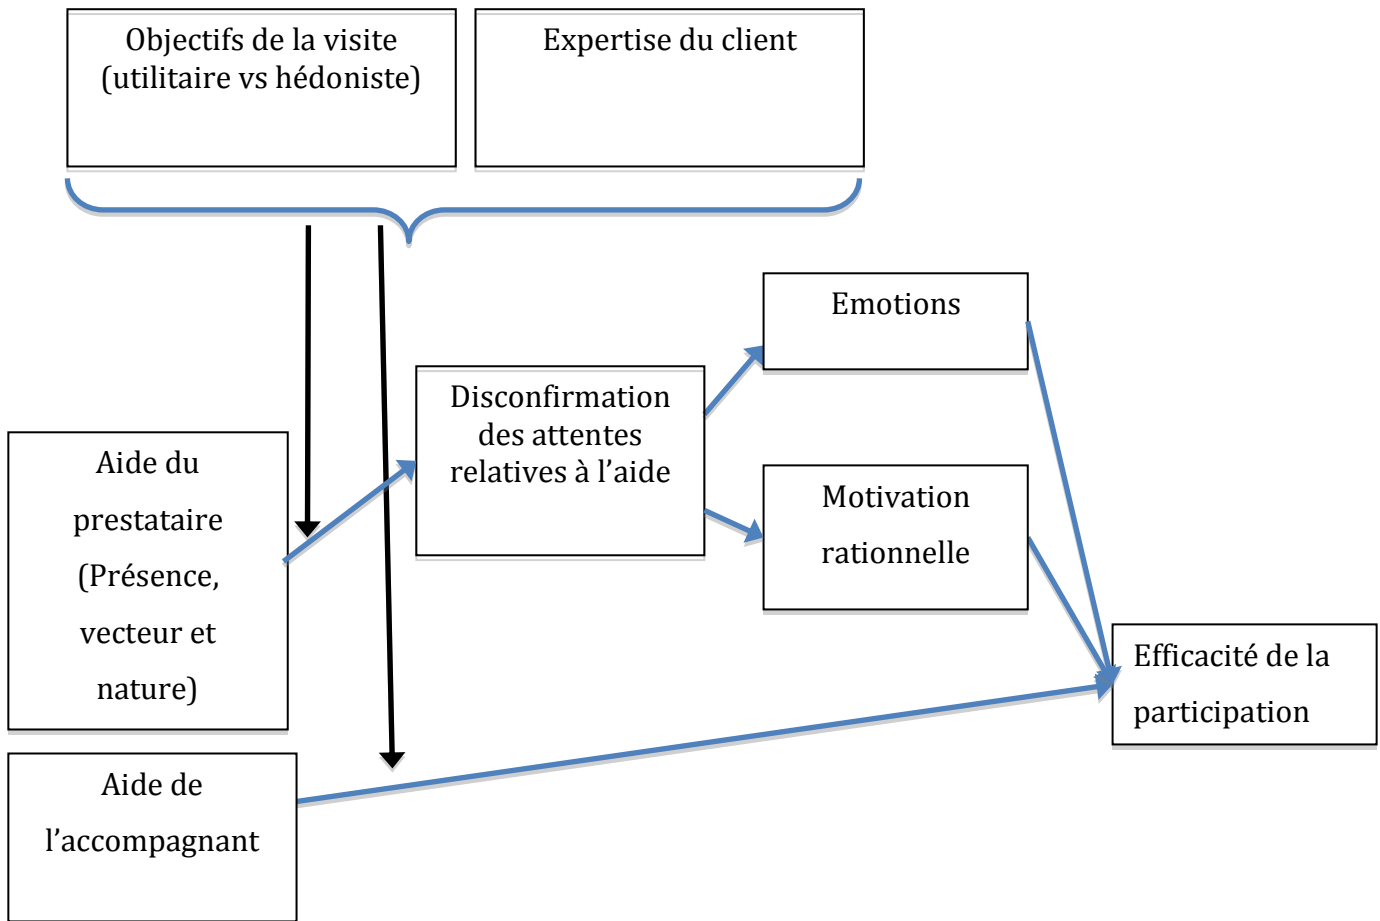 Objectifs de la visite
(utilitaire vs hédoniste)
Expertise du client
Emotions
Disconfirmation
des attentes
relatives à l’aide
Aide du
prestataire
(Présence,
vecteur et
nature)
Motivation
rationnelle
Efficacité de la
participation
Aide de
l’accompagnant